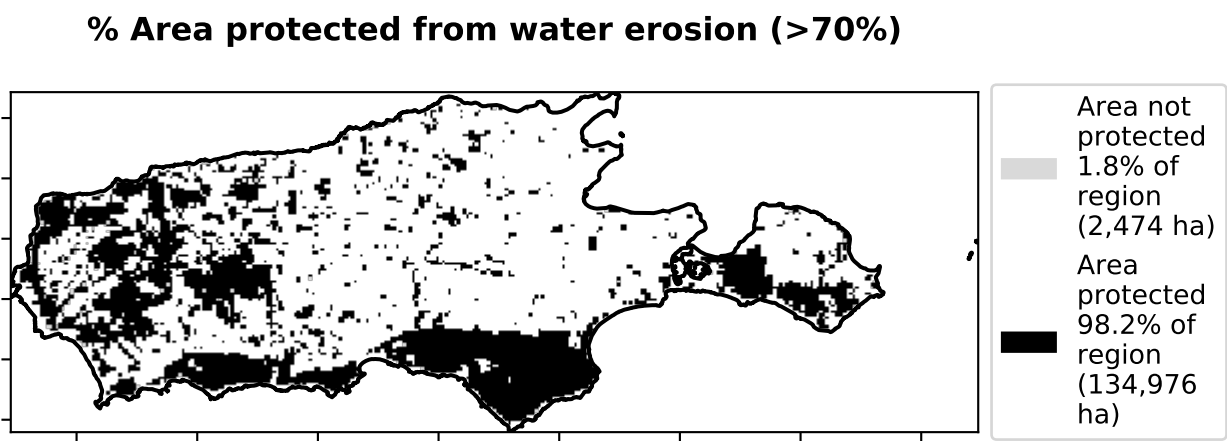 % Area protected from water erosion (>70%)
Area not
protected
1.8% of
region
(2,474 ha)
Area
protected
98.2% of
region
(134,976
ha)